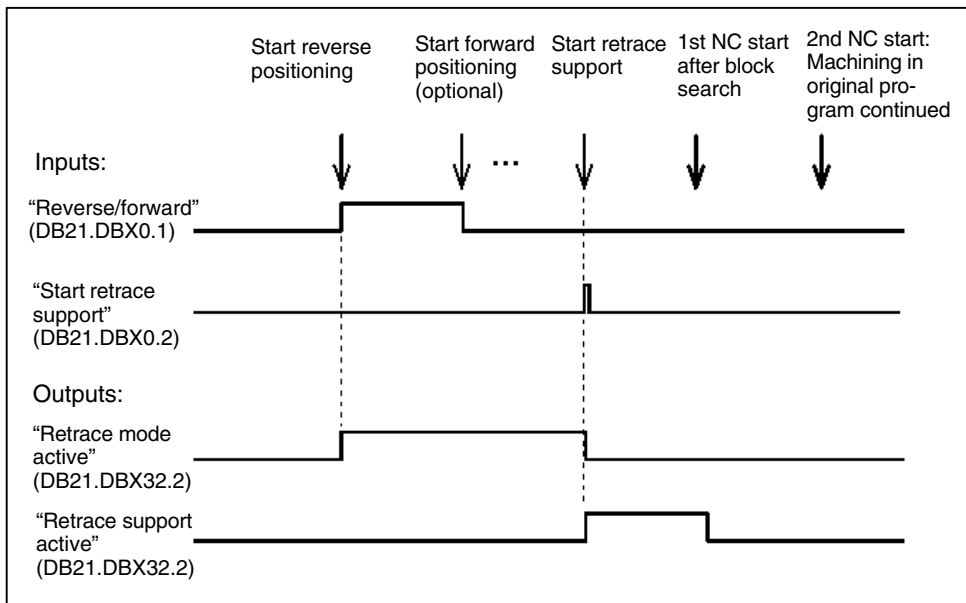 Start reverse
positioning
Start forward
positioning
(optional)
Start retrace
support
1st NC start
after block
search
2nd NC start:
Machining in
original pro-
gram continued
...
Inputs:
“Reverse/forward”
(DB21.DBX0.1)
“Start retrace
support”
(DB21.DBX0.2)
Outputs:
“Retrace mode
active”
(DB21.DBX32.2)
“Retrace support
active”
(DB21.DBX32.2)